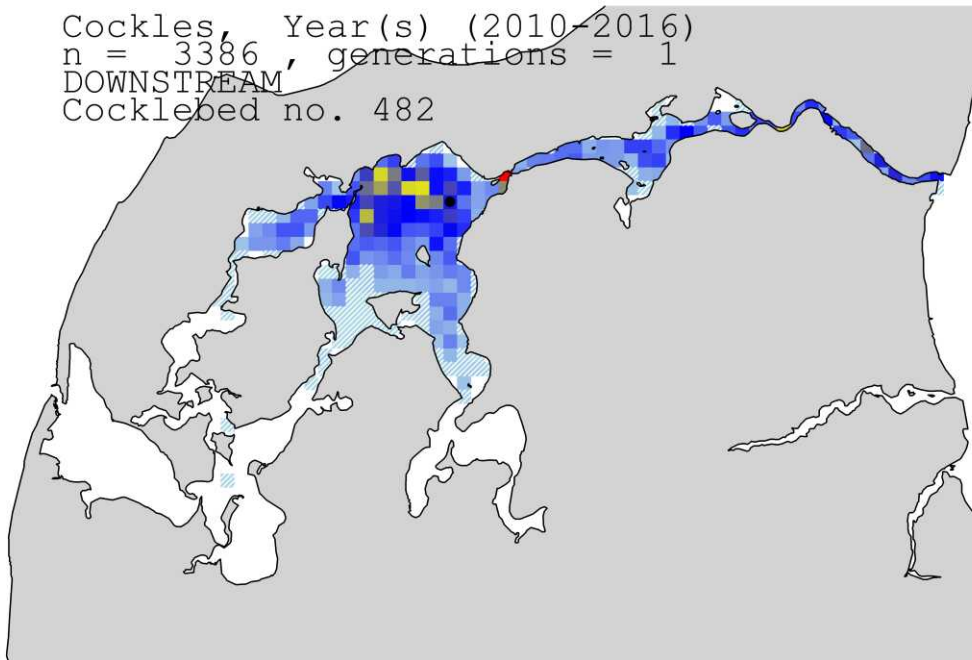 Cockles, Year(s) (2010-2016)
n = 3386 , generations = 1
DOWNSTREAM
Cocklebed no. 482